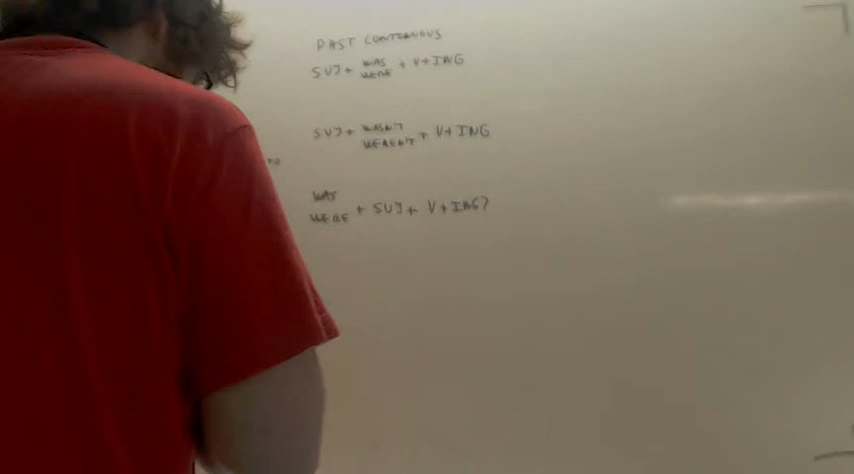 PAST CONTINUOUS
SUJ + WAS
WERE + V+ING
SUJ + WASN'T
WEREN'T + V+ING
WAS
WERE + SUJ + V+ING?